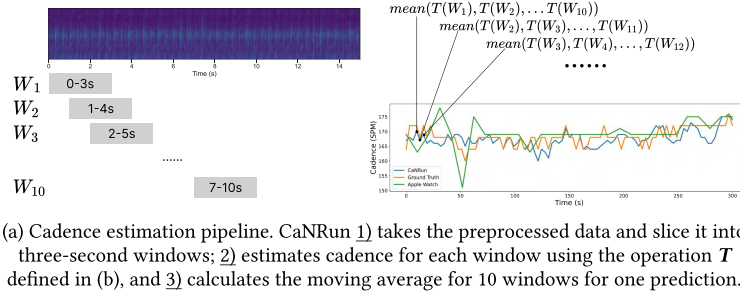 0 2 4 6 8 10 12 14
Time (s)
W1 0-3s
W2 1-4s
W3 2-5s
......
W10 7-10s
mean(T(W1), T(W2), ... T(W10))
mean(T(W2), T(W3), ..., T(W11))
mean(T(W3), T(W4), ..., T(W12))
••••••
Cadence (SPM)
175
170
165
160
155
150
CaNRun
Ground Truth
Apple Watch
0 50 100 150 200 250 300
Time (s)
(a) Cadence estimation pipeline. CaNRun 1) takes the preprocessed data and slice it into
three-second windows; 2) estimates cadence for each window using the operation T
defined in (b), and 3) calculates the moving average for 10 windows for one prediction.